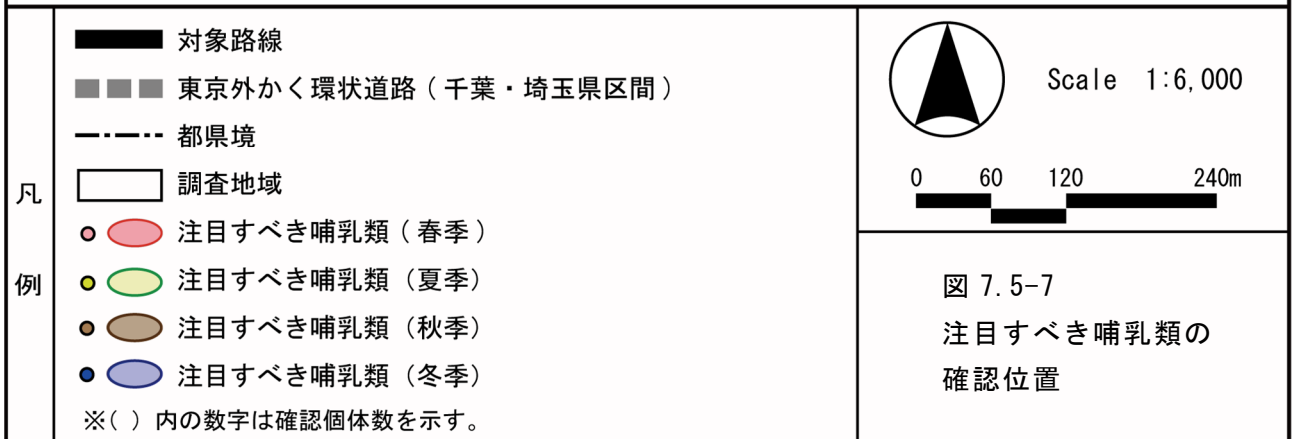 凡例
対象路線
東京外かく環状道路(千葉・埼玉県区間)
都県境
調査地域
注目すべき哺乳類(春季)
注目すべき哺乳類(夏季)
注目すべき哺乳類(秋季)
注目すべき哺乳類(冬季)
※( )内の数字は確認個体数を示す。
Scale 1:6,000
0 60 120 240m
図 7.5-7
注目すべき哺乳類の
確認位置